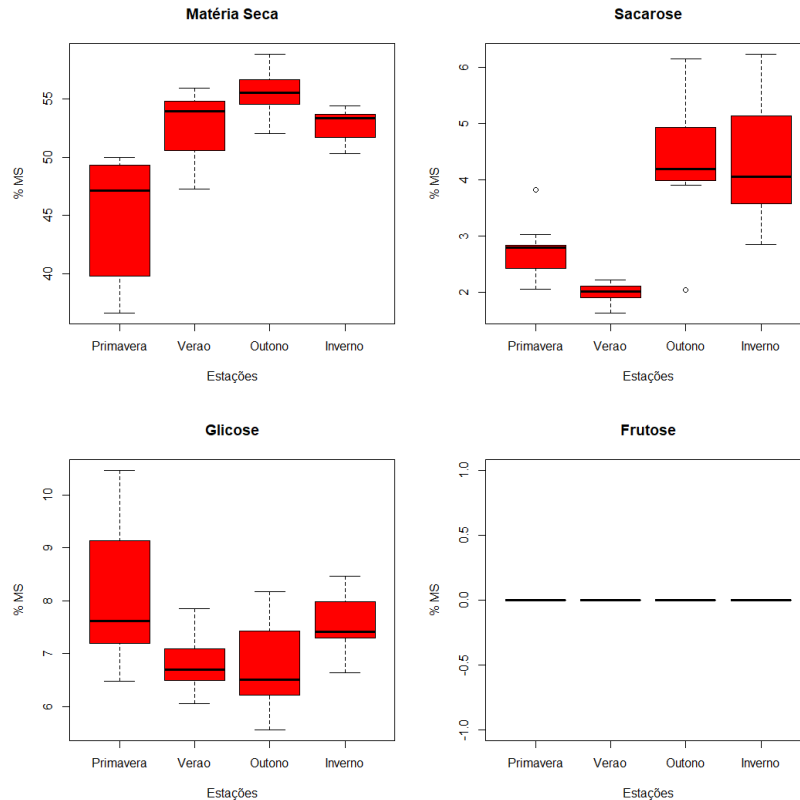 Matéria Seca
% MS
55
50
45
40
Primavera Verao Outono Inverno
Estações
Sacarose
% MS
6
5
4
3
2
Primavera Verao Outono Inverno
Estações
Glicose
% MS
10
9
8
7
6
Primavera Verao Outono Inverno
Estações
Frutose
% MS
1.0
0.5
0.0
-0.5
-1.0
Primavera Verao Outono Inverno
Estações